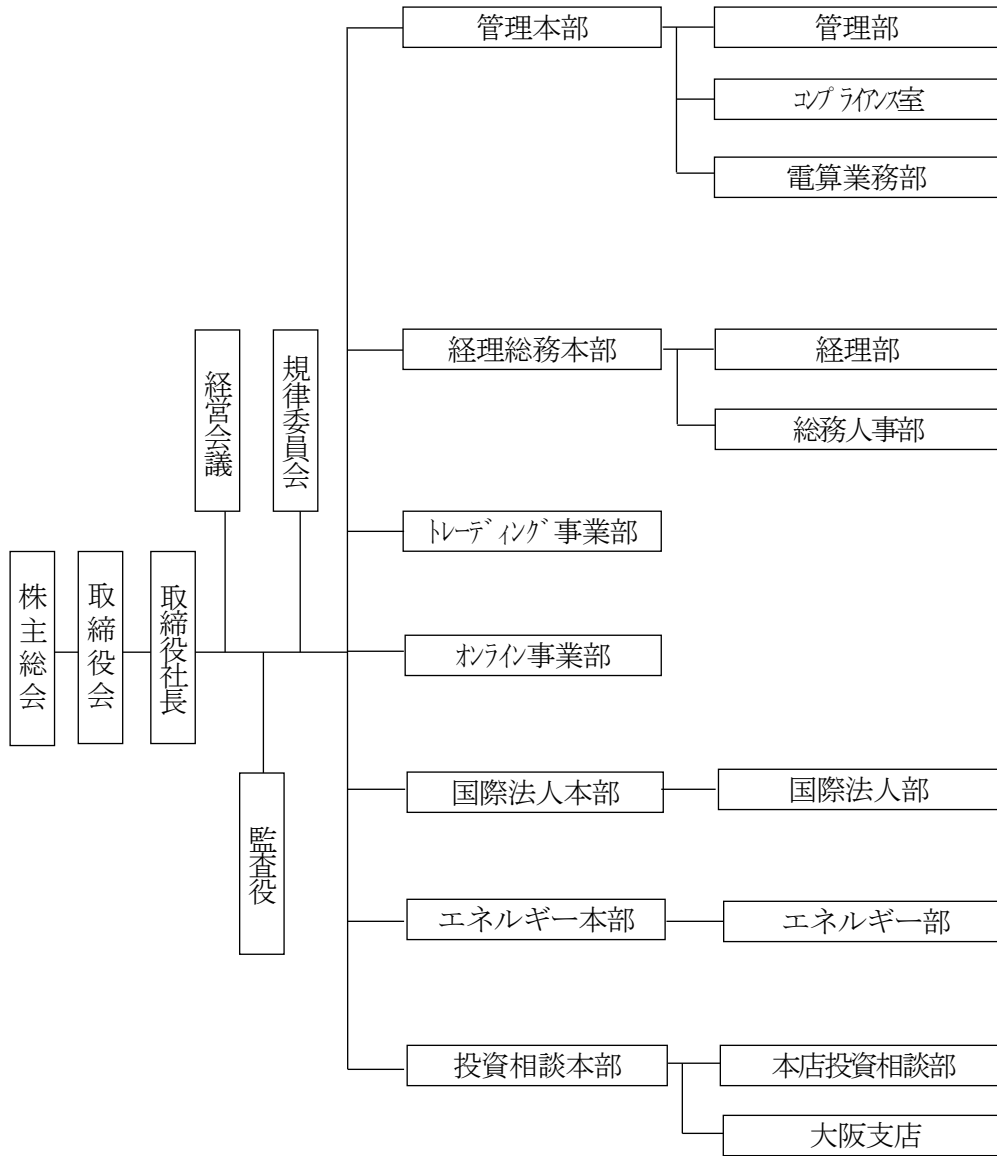 管理本部
管理部
ｺﾝﾌﾟﾗｲｱﾝｽ室
電算業務部
経理総務本部
経理部
総務人事部
経営会議
規律委員会
ﾄﾚｰﾃﾞｨﾝｸﾞ事業部
株主総会
取締役会
取締役社長
ｵﾝﾗｲﾝ事業部
監査役
国際法人本部
国際法人部
エネルギー本部
エネルギー部
投資相談本部
本店投資相談部
大阪支店